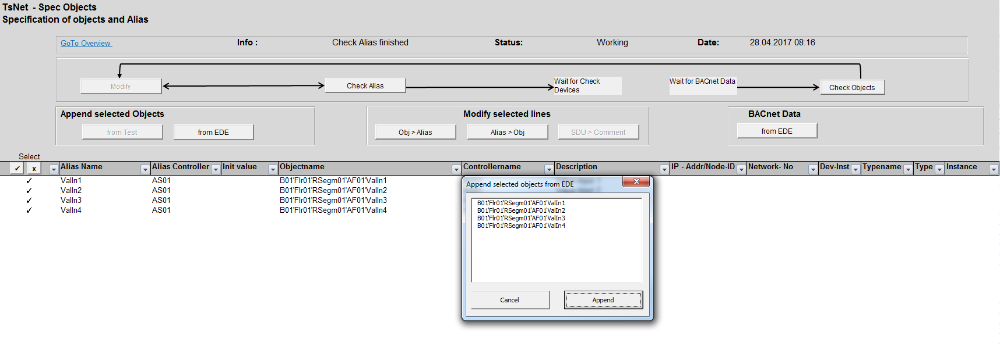 TsNet  - Spec Objects
Specification of objects and Alias
GoTo Overview
Info :
Check Alias finished
Status:
Working
Date:
28.04.2017 08:16
Modify
Check Alias
Wait for Check
Devices
Wait for BACnet Data
Check Objects
Append selected Objects
from Test
from EDE
Modify selected lines
Obj > Alias
Alias > Obj
SDU > Comment
BACnet Data
from EDE
Select
✓ x Alias Name Alias Controller Init value Objectname Controllername Description IP - Addr/Node-ID Network- No Dev-Inst Typename Type Instance
✓ ValIn1 AS01 B01'Flr01'RSegm01'AF01'ValIn1
✓ ValIn2 AS01 B01'Flr01'RSegm01'AF01'ValIn2
✓ ValIn3 AS01 B01'Flr01'RSegm01'AF01'ValIn3
✓ ValIn4 AS01 B01'Flr01'RSegm01'AF01'ValIn4
Append selected objects from EDE
x
B01'Flr01'RSegm01'AF01'ValIn1
B01'Flr01'RSegm01'AF01'ValIn2
B01'Flr01'RSegm01'AF01'ValIn3
B01'Flr01'RSegm01'AF01'ValIn4
Cancel
Append